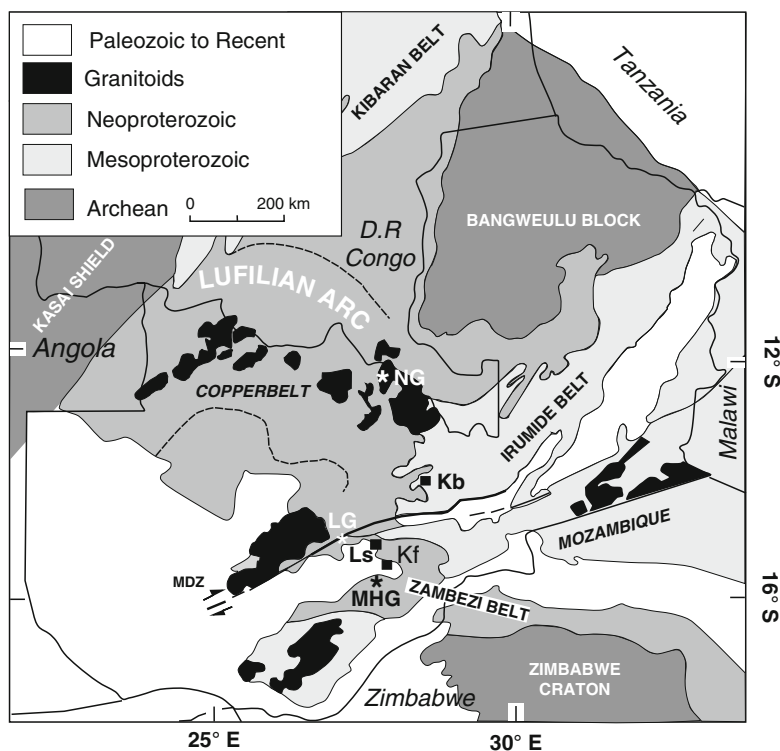 Paleozoic to Recent
Granitoids
Neoproterozoic
Mesoproterozoic
Archean
0 200 km
KIBARAN BELT
Tanzania
D.R
Congo
BANGWEULU BLOCK
KASAI SHIELD
LUFILIAN ARC
Angola
12° S
COPPERBELT
NG
IRUMIDE BELT
Malawi
Kb
LG
MOZAMBIQUE
Ls
Kf
MDZ
MHG
ZAMBEZI BELT
16° S
Zimbabwe
ZIMBABWE
CRATON
25° E
30° E